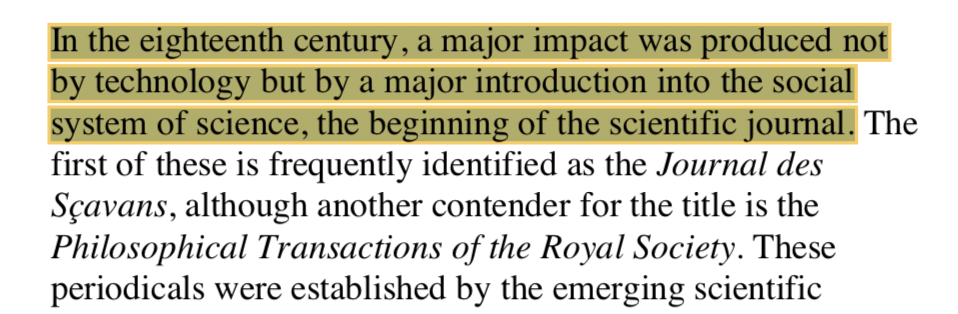 In the eighteenth century, a major impact was produced not
by technology but by a major introduction into the social
system of science, the beginning of the scientific journal. The
first of these is frequently identified as the Journal des
Sçavans, although another contender for the title is the
Philosophical Transactions of the Royal Society. These
periodicals were established by the emerging scientific